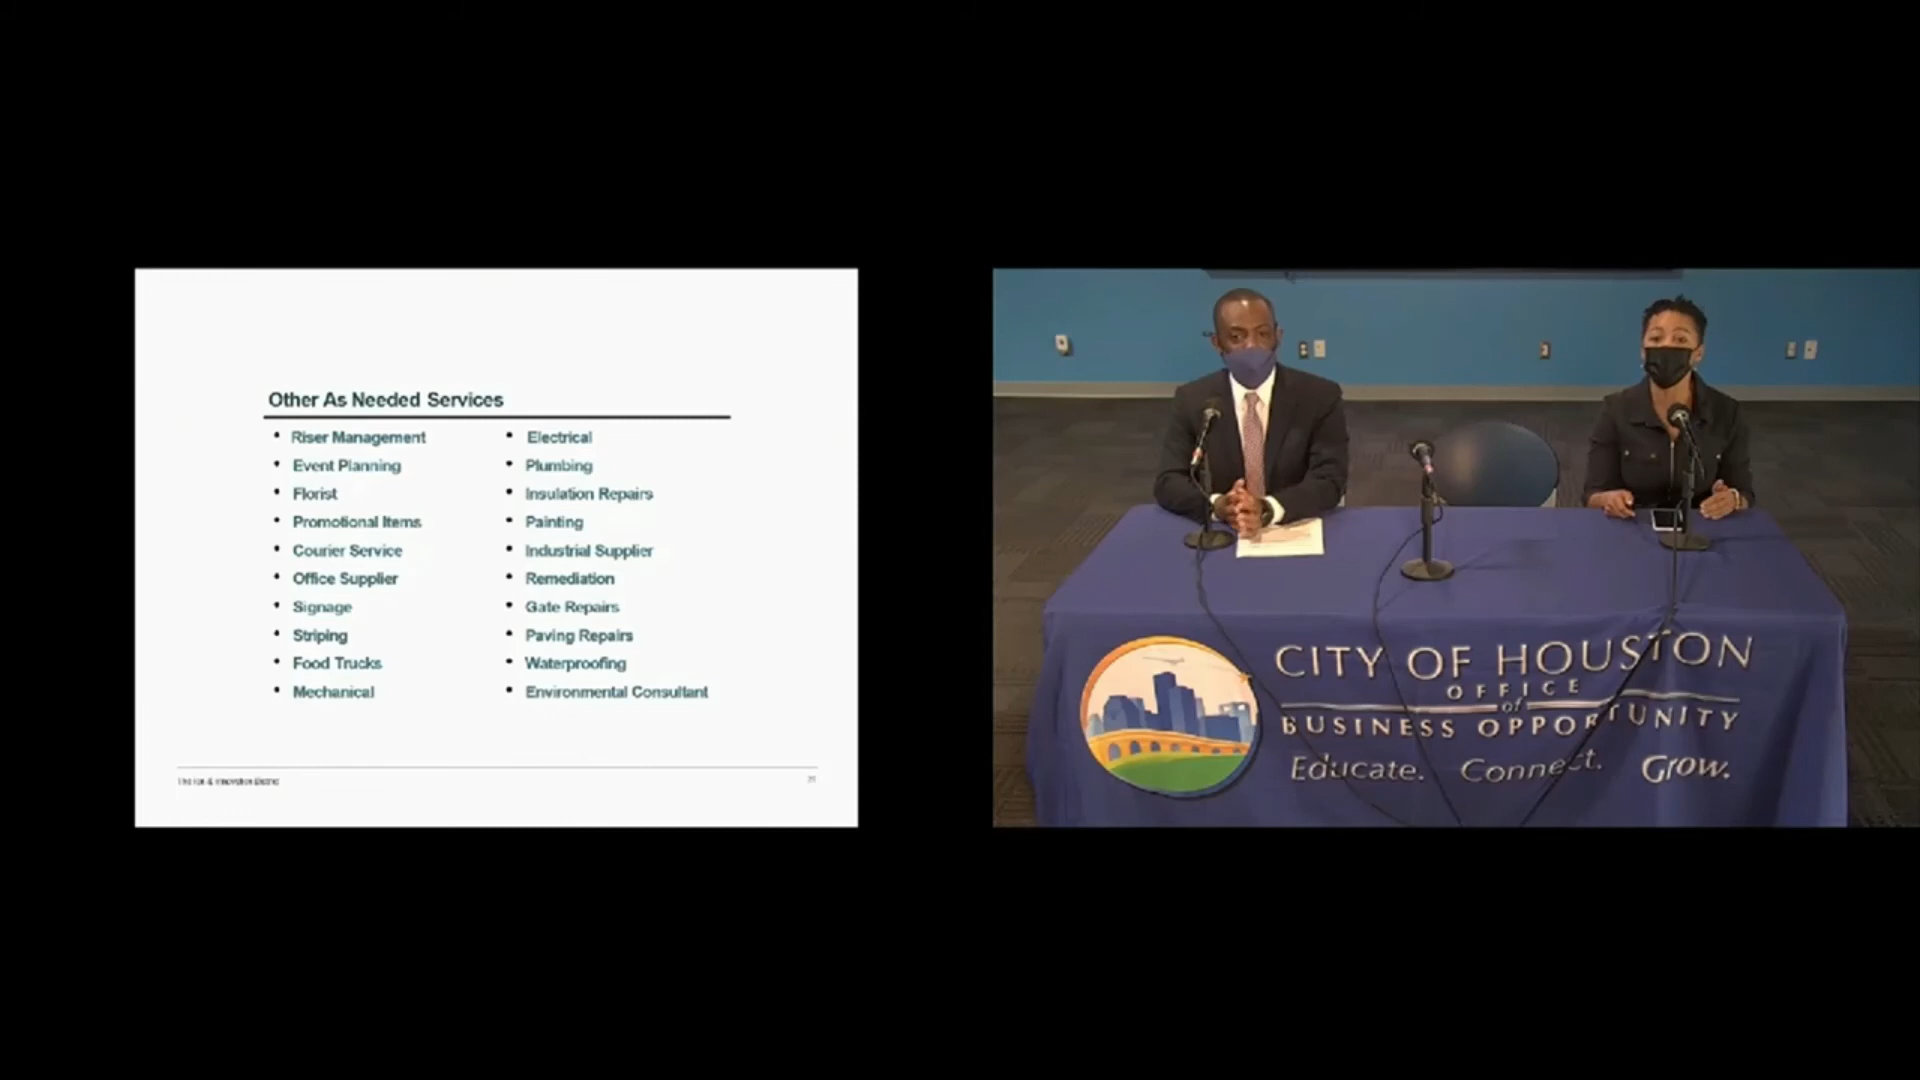 Other As Needed Services
• Riser Management
• Event Planning
• Florist
• Promotional Items
• Courier Service
• Office Supplier
• Signage
• Striping
• Food Trucks
• Mechanical
• Electrical
• Plumbing
• Insulation Repairs
• Painting
• Industrial Supplier
• Remediation
• Gate Repairs
• Paving Repairs
• Waterproofing
• Environmental Consultant
CITY OF HOUSTON
OFFICE
of
BUSINESS OPPORTUNITY
Educate. Connect. Grow.